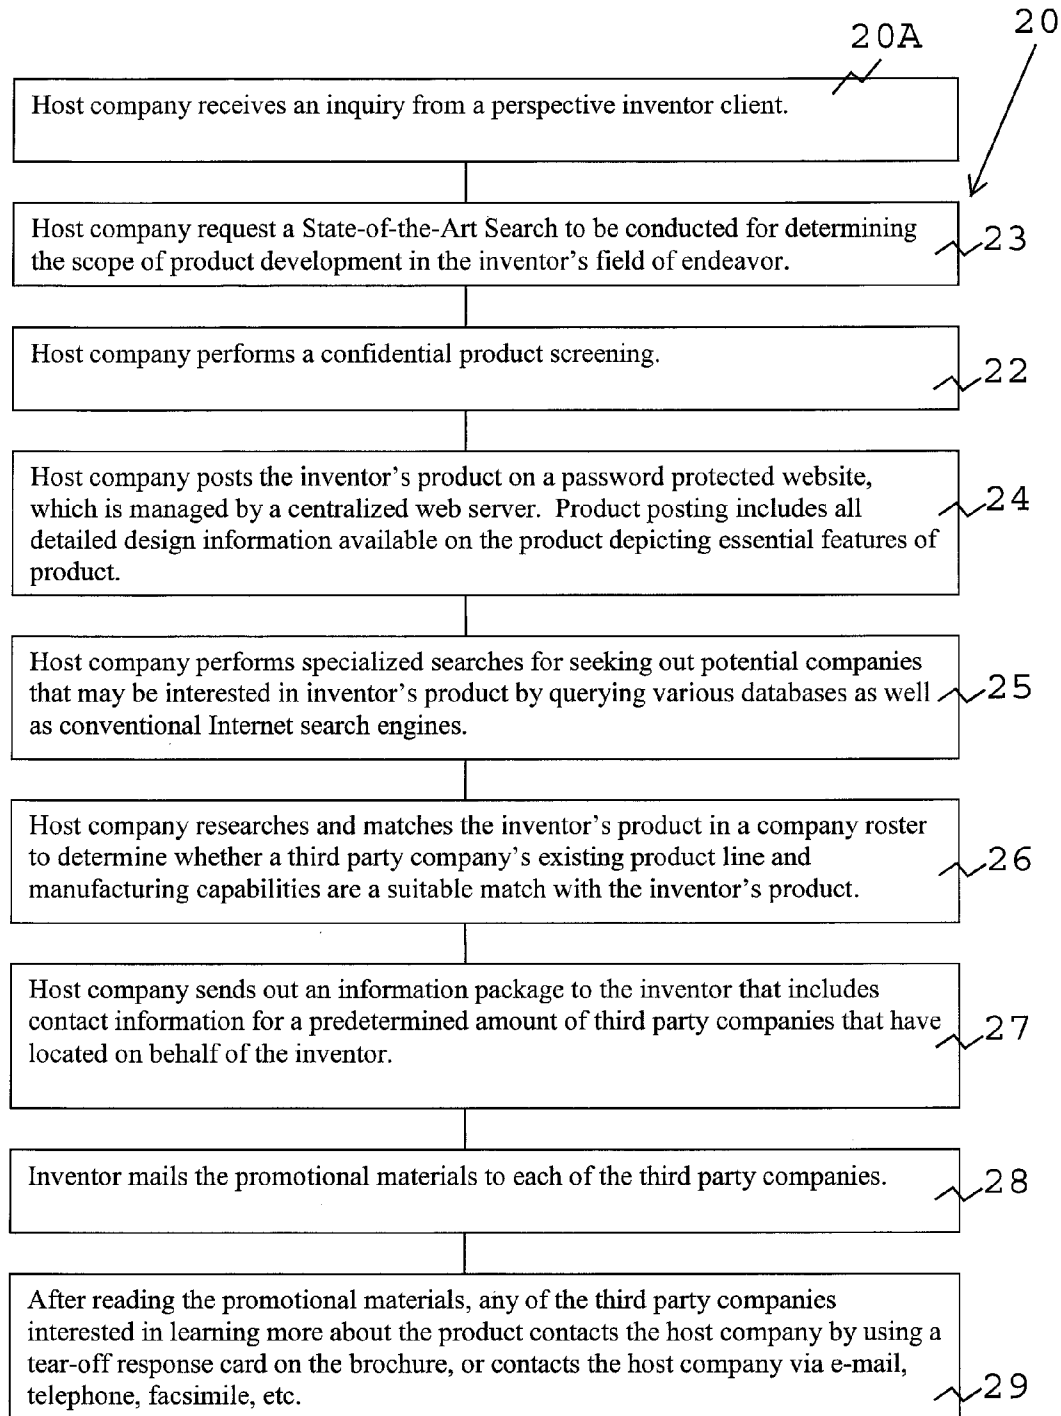 20
20A
Host company receives an inquiry from a perspective inventor client.
Host company request a State-of-the-Art Search to be conducted for determining
the scope of product development in the inventor's field of endeavor.
23
Host company performs a confidential product screening.
22
Host company posts the inventor's product on a password protected website,
which is managed by a centralized web server. Product posting includes all
detailed design information available on the product depicting essential features of
product.
24
Host company performs specialized searches for seeking out potential companies
that may be interested in inventor's product by querying various databases as well
as conventional Internet search engines.
25
Host company researches and matches the inventor's product in a company roster
to determine whether a third party company's existing product line and
manufacturing capabilities are a suitable match with the inventor's product.
26
Host company sends out an information package to the inventor that includes
contact information for a predetermined amount of third party companies that have
located on behalf of the inventor.
27
Inventor mails the promotional materials to each of the third party companies.
28
After reading the promotional materials, any of the third party companies
interested in learning more about the product contacts the host company by using a
tear-off response card on the brochure, or contacts the host company via e-mail,
telephone, facsimile, etc.
29